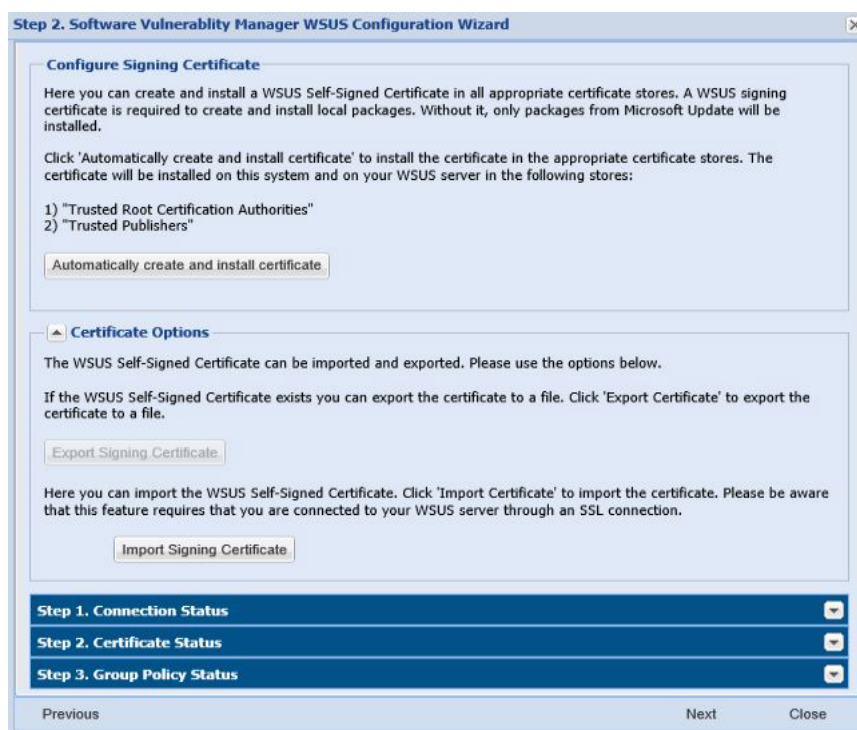 Step 2. Software Vulnerablity Manager WSUS Configuration Wizard
Configure Signing Certificate
Here you can create and install a WSUS Self-Signed Certificate in all appropriate certificate stores. A WSUS signing
certificate is required to create and install local packages. Without it, only packages from Microsoft Update will be
installed.
Click 'Automatically create and install certificate' to install the certificate in the appropriate certificate stores. The
certificate will be installed on this system and on your WSUS server in the following stores:
1) "Trusted Root Certification Authorities"
2) "Trusted Publishers"
Automatically create and install certificate
Certificate Options
The WSUS Self-Signed Certificate can be imported and exported. Please use the options below.
If the WSUS Self-Signed Certificate exists you can export the certificate to a file. Click 'Export Certificate' to export the
certificate to a file.
Export Signing Certificate
Here you can import the WSUS Self-Signed Certificate. Click 'Import Certificate' to import the certificate. Please be aware
that this feature requires that you are connected to your WSUS server through an SSL connection.
Import Signing Certificate
Step 1. Connection Status
Step 2. Certificate Status
Step 3. Group Policy Status
Previous Next Close